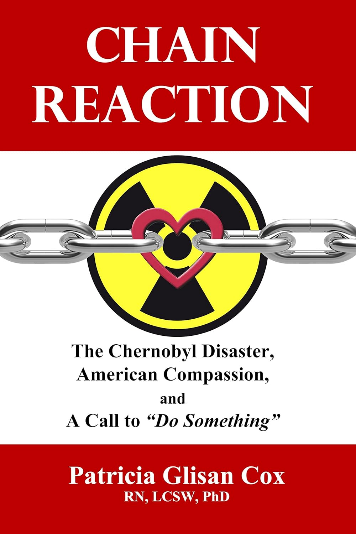 CHAIN
REACTION
The Chernobyl Disaster,
American Compassion,
and
A Call to “Do Something”
Patricia Glisan Cox
RN, LCSW, PhD